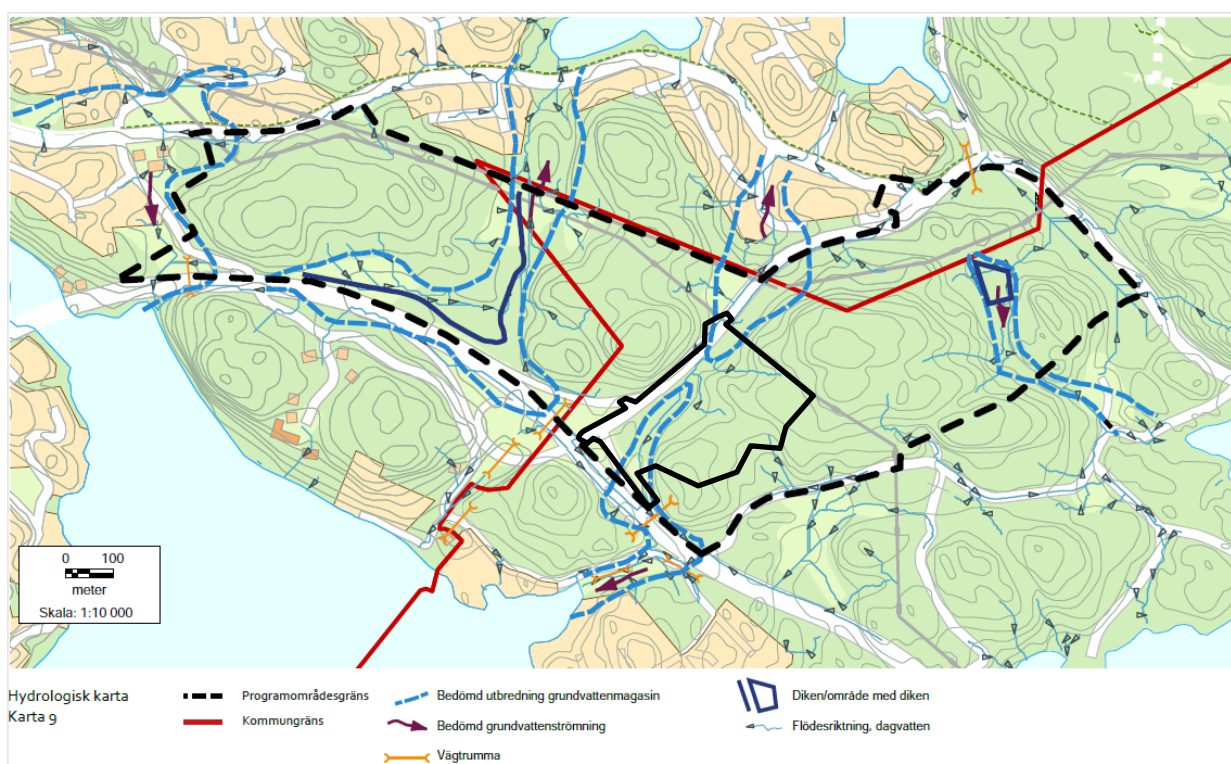 0 100
meter
Skala: 1:10 000
Hydrologisk karta
Karta 9
Programområdesgräns
Kommungräns
Bedömd utbredning grundvattenmagasin
Bedömd grundvattenströmning
Vägtrumma
Diken/område med diken
Flödesriktning, dagvatten